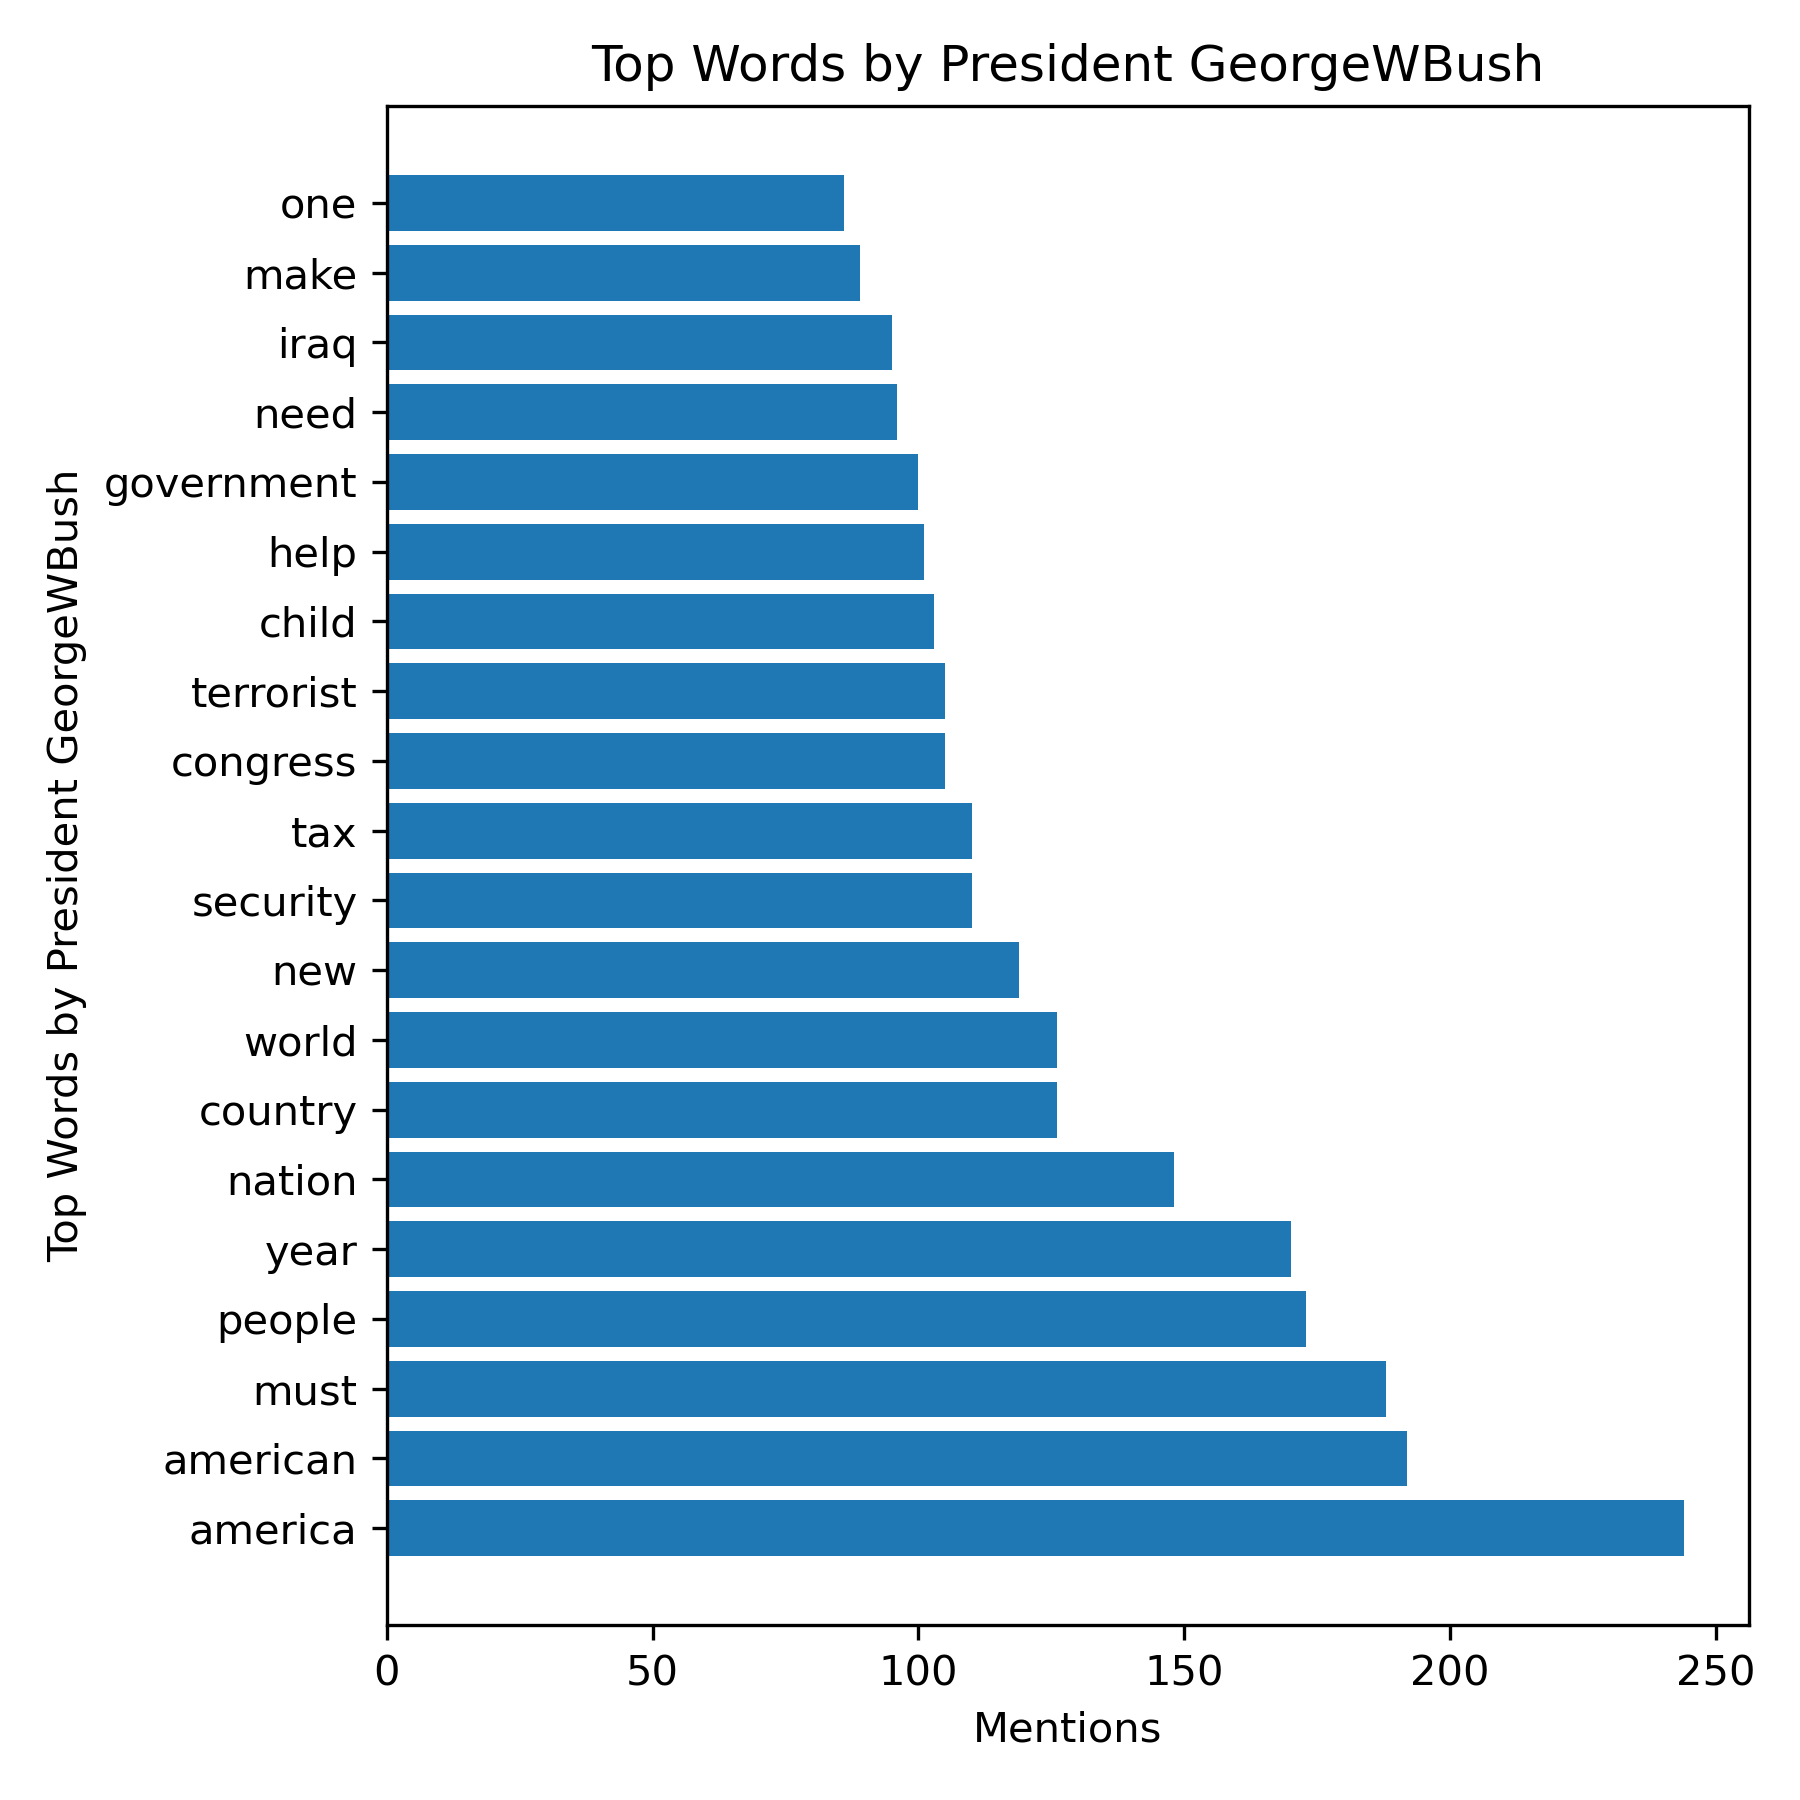 Top Words by President GeorgeWBush
Top Words by President GeorgeWBush
one
make
iraq
need
government
help
child
terrorist
congress
tax
security
new
world
country
nation
year
people
must
american
america
0 50 100 150 200 250
Mentions